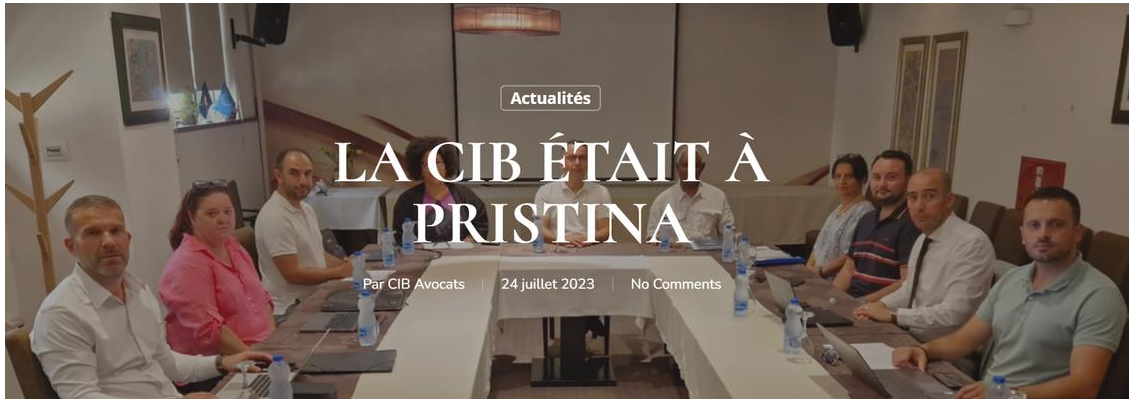 Actualités
LA CIB ÉTAIT À
PRISTINA
Par CIB Avocats
24 juillet 2023
No Comments